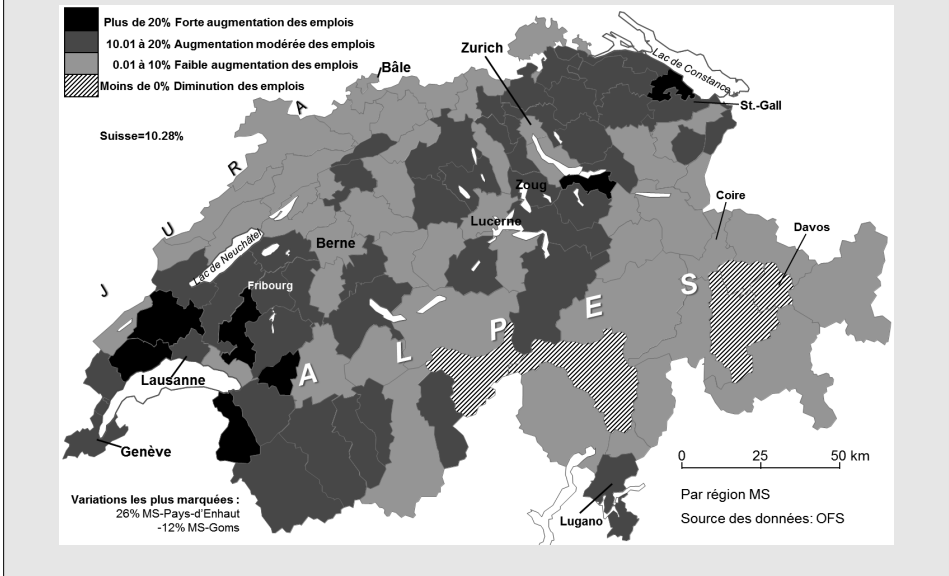 Plus de 20% Forte augmentation des emplois
10.01 à 20% Augmentation modérée des emplois
0.01 à 10% Faible augmentation des emplois
Moins de 0% Diminution des emplois
Suisse=10.28%
Zurich
Bâle
Lac de Constance
St.-Gall
J U R A
Zoug
Coire
Lucerne
Davos
Berne
Lac de Neuchâtel
Fribourg
A L P E S
Lausanne
Genève
Lugano
0 25 50 km
Par région MS
Source des données: OFS
Variations les plus marquées :
26% MS-Pays-d'Enhaut
-12% MS-Goms